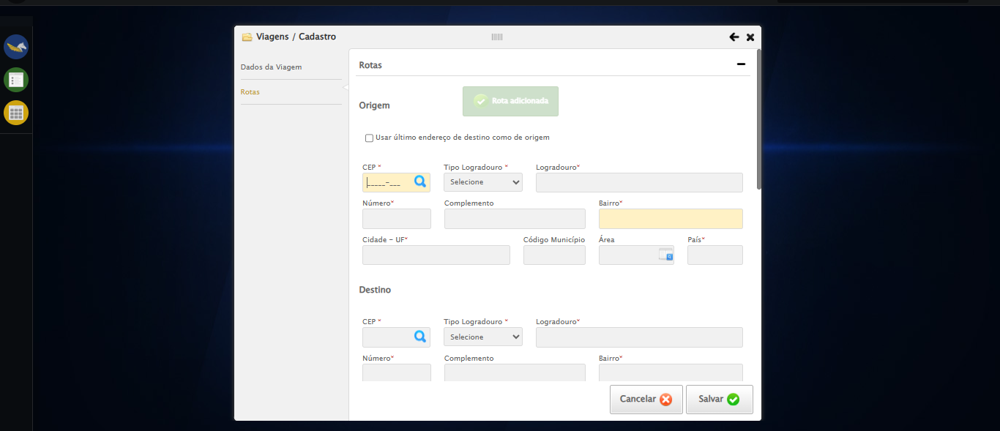 Viagens / Cadastro
Dados da Viagem
Rotas
Rotas
Rota adicionada
Origem
Usar último endereço de destino como de origem
CEP * Tipo Logradouro * Logradouro*
_____-___ Selecione
Número* Complemento Bairro*
Cidade - UF* Código Município Área País*
Destino
CEP * Tipo Logradouro * Logradouro*
Selecione
Número* Complemento Bairro*
Cancelar Salvar